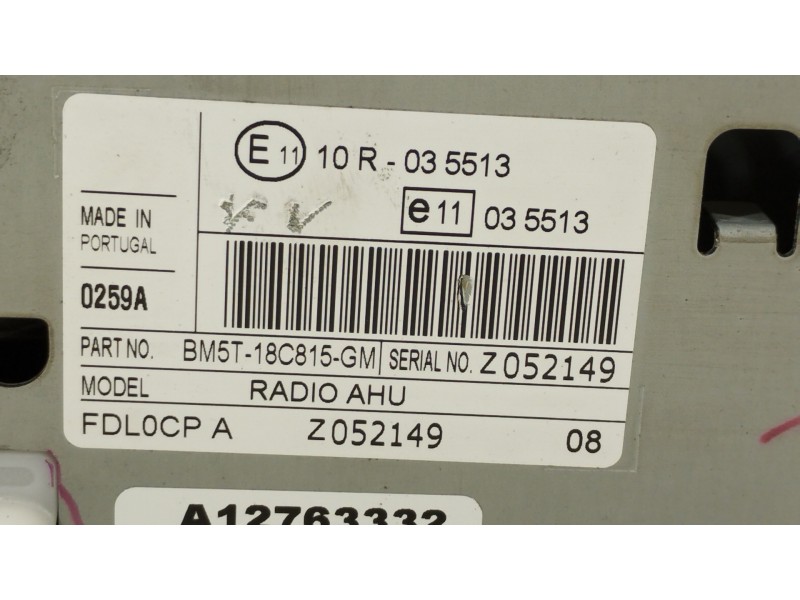 E 11 10 R - 03 5513
e 11 03 5513
MADE IN
PORTUGAL
0259A
PART NO. BM5T-18C815-GM SERIAL NO. Z052149
MODEL RADIO AHU
FDL0CP A Z052149 08
A12763332